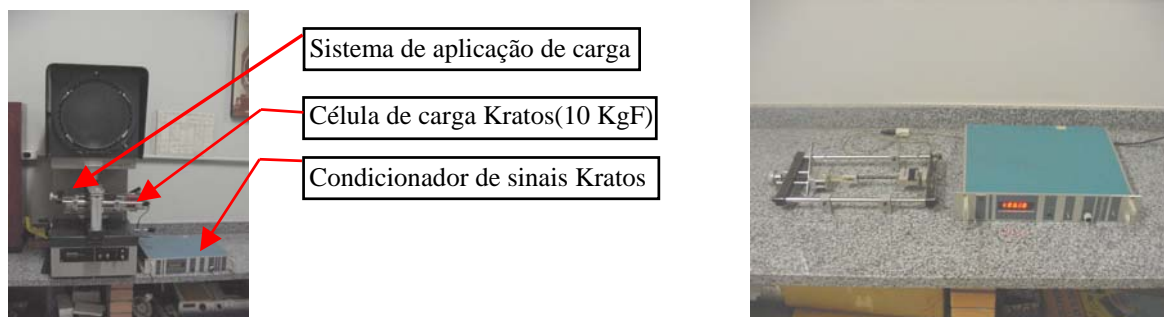 Sistema de aplicação de carga
Célula de carga Kratos(10 KgF)
Condicionador de sinais Kratos